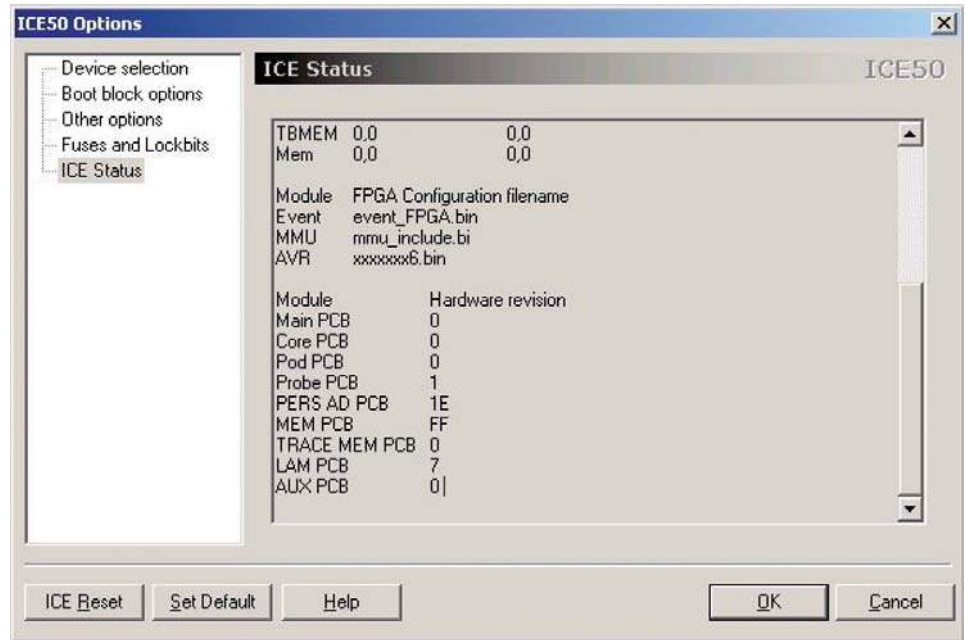 ICE50 Options
Device selection
Boot block options
Other options
Fuses and Lockbits
ICE Status
ICE Status ICE50
TBMEM 0,0 0,0
Mem 0,0 0,0
Module FPGA Configuration filename
Event event_FPGA.bin
MMU mmu_include.bi
AVR xxxxxxx6.bin
Module Hardware revision
Main PCB 0
Core PCB 0
Pod PCB 0
Probe PCB 1
PERS AD PCB 1E
MEM PCB FF
TRACE MEM PCB 0
LAM PCB 7
AUX PCB 0
ICE Reset Set Default Help OK Cancel